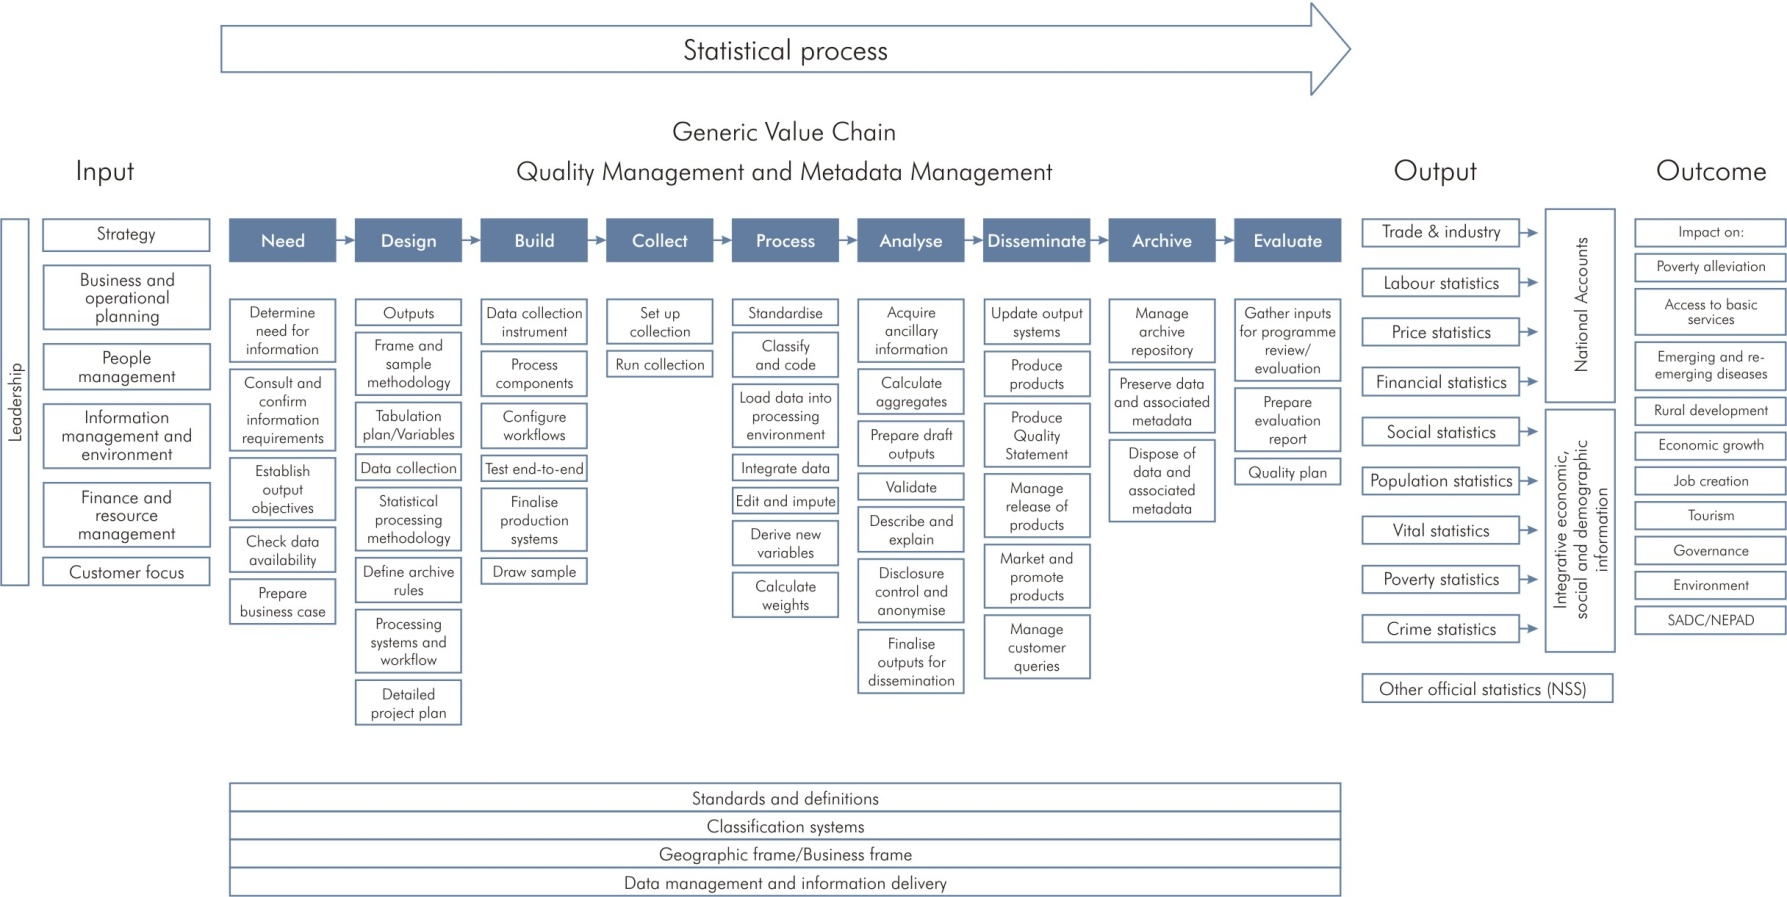 Statistical process
Generic Value Chain
Quality Management and Metadata Management
Input
Leadership
Strategy
Business and
operational
planning
People
management
Information
management and
environment
Finance and
resource
management
Customer focus
Need
Determine
need for
information
Consult and
confirm
information
requirements
Establish
output
objectives
Check data
availability
Prepare
business case
Design
Outputs
Frame and
sample
methodology
Tabulation
plan/Variables
Data collection
Statistical
processing
methodology
Define archive
rules
Processing
systems and
workflow
Detailed
project plan
Build
Data collection
instrument
Process
components
Configure
workflows
Test end-to-end
Finalise
production
systems
Draw sample
Collect
Set up
collection
Run collection
Process
Standardise
Classify
and code
Load data into
processing
environment
Integrate data
Edit and impute
Derive new
variables
Calculate
weights
Analyse
Acquire
ancillary
information
Calculate
aggregates
Prepare draft
outputs
Validate
Describe and
explain
Disclosure
control and
anonymise
Finalise
outputs for
dissemination
Disseminate
Update output
systems
Produce
products
Produce
Quality
Statement
Manage
release of
products
Market and
promote
products
Manage
customer
queries
Archive
Manage
archive
repository
Preserve data
and associated
metadata
Dispose of
data and
associated
metadata
Evaluate
Gather inputs
for programme
review/
evaluation
Prepare
evaluation
report
Quality plan
Standards and definitions
Classification systems
Geographic frame/Business frame
Data management and information delivery
Output
Trade & industry
Labour statistics
Price statistics
Financial statistics
Social statistics
Population statistics
Vital statistics
Poverty statistics
Crime statistics
Other official statistics (NSS)
National Accounts
Integrative economic,
social and demographic
information
Outcome
Impact on:
Poverty alleviation
Access to basic
services
Emerging and re-
emerging diseases
Rural development
Economic growth
Job creation
Tourism
Governance
Environment
SADC/NEPAD